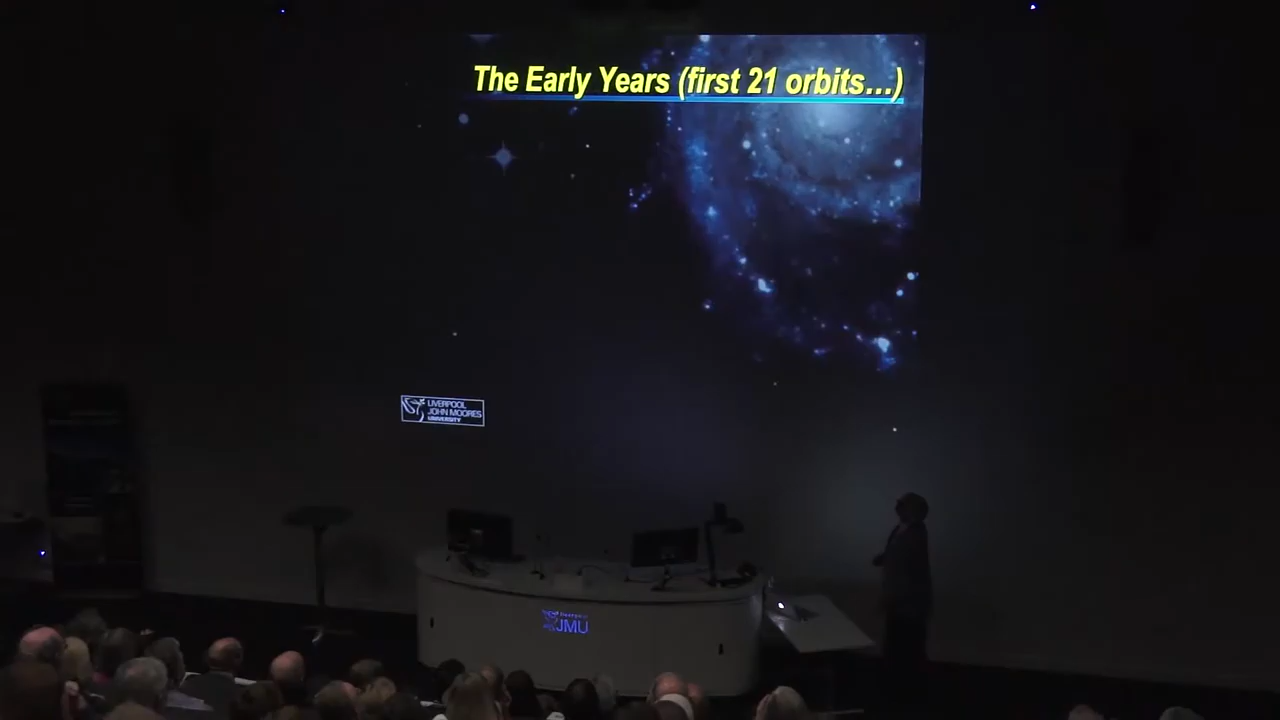 The Early Years (first 21 orbits...)
LIVERPOOL
JOHN MOORES
UNIVERSITY
JMU